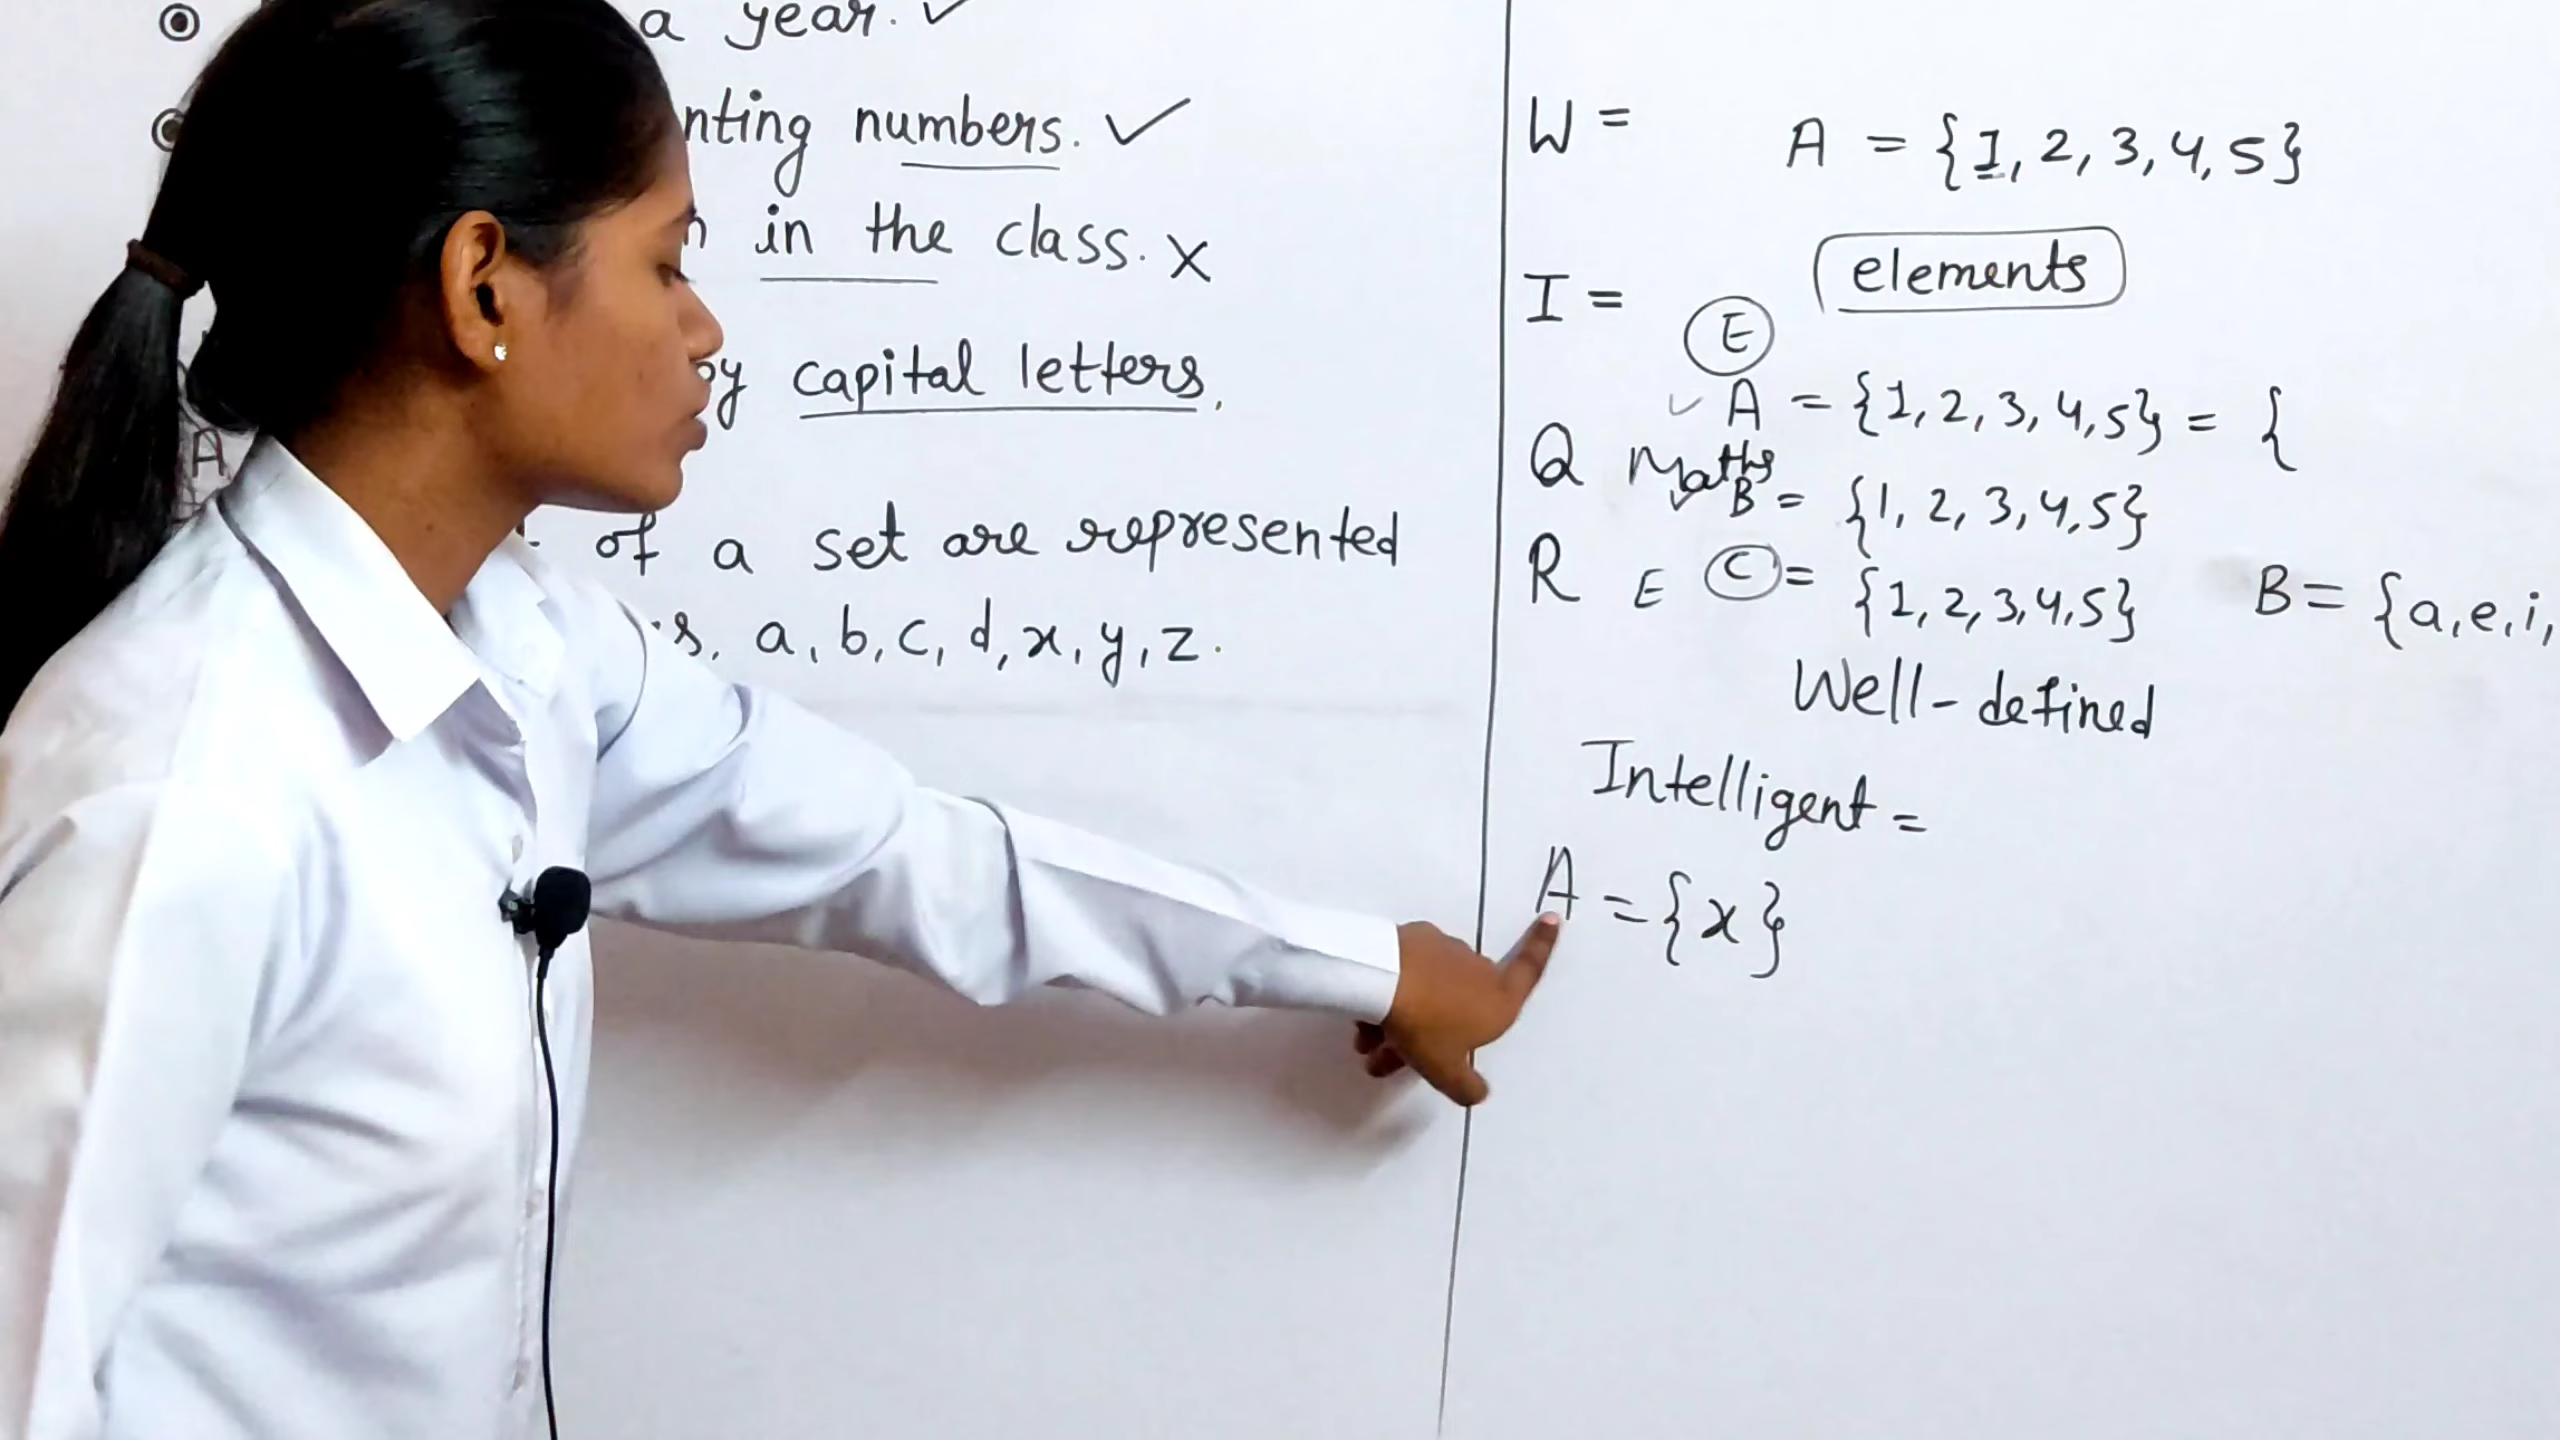 a year. ✓
nting numbers. ✓
in the class. X
by capital letters.
A
of a set are represented
s, a, b, c, d, x, y, z.
W =
A = {1, 2, 3, 4, 5}
elements
I =
E
✓ A = {1, 2, 3, 4, 5} = {
Q Maths
✓ B = {1, 2, 3, 4, 5}
R E C = {1, 2, 3, 4, 5}
B = {a, e, i,
Well-defined
Intelligent =
A = {x}